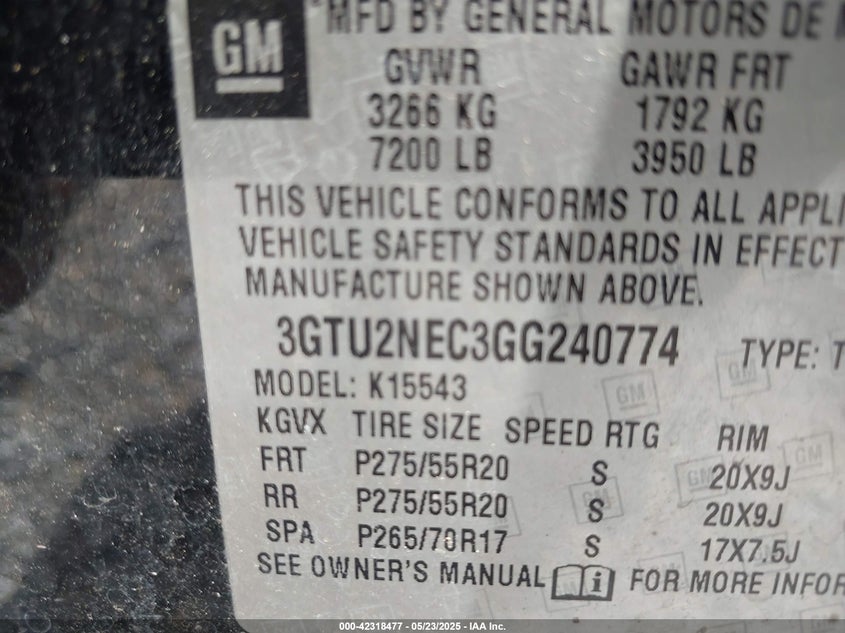 GM
MFD BY GENERAL MOTORS DE
GVWR GAWR FRT
3266 KG 1792 KG
7200 LB 3950 LB
THIS VEHICLE CONFORMS TO ALL APPLI
VEHICLE SAFETY STANDARDS IN EFFECT
MANUFACTURE SHOWN ABOVE.
3GTU2NEC3GG240774 TYPE: T
MODEL: K15543
KGVX TIRE SIZE SPEED RTG RIM
FRT P275/55R20 S 20X9J
RR P275/55R20 S 20X9J
SPA P265/70R17 S 17X7.5J
SEE OWNER'S MANUAL i FOR MORE INFOR
000-42318477 - 05/23/2025 - IAA Inc.